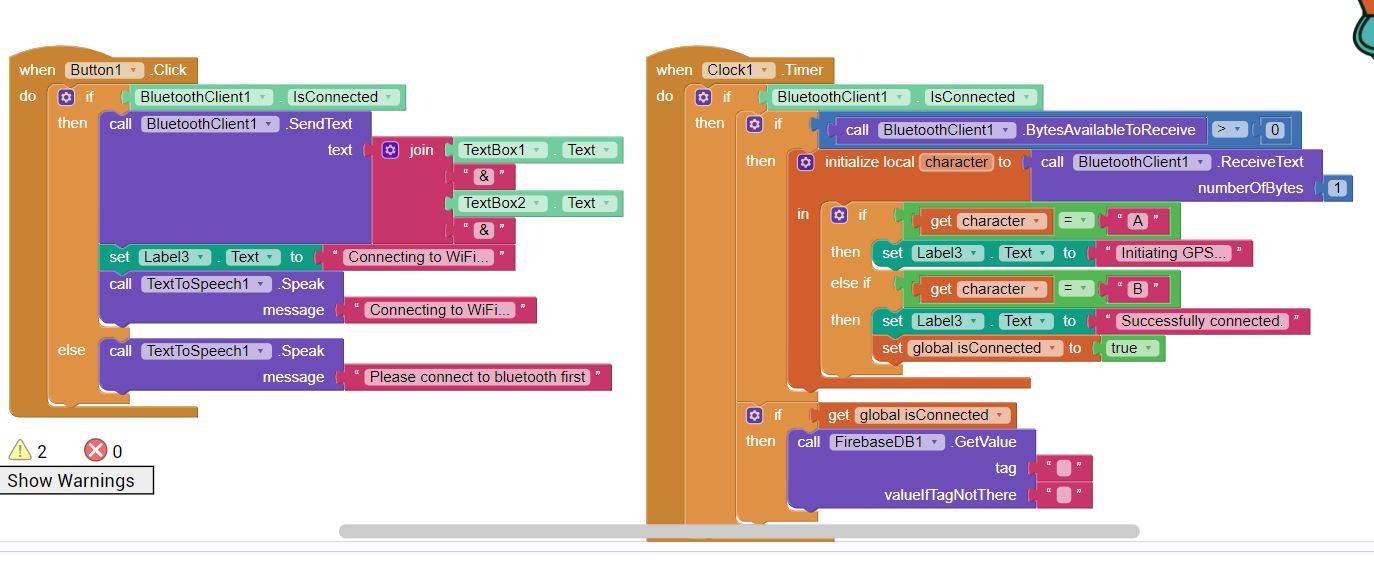 when Button1 .Click
do if BluetoothClient1 . IsConnected
then call BluetoothClient1 .SendText
text join TextBox1 . Text
" & "
TextBox2 . Text
" & "
set Label3 . Text to " Connecting to WiFi... "
call TextToSpeech1 .Speak
message " Connecting to WiFi... "
else call TextToSpeech1 .Speak
message " Please connect to bluetooth first "
2 0
Show Warnings
when Clock1 .Timer
do if BluetoothClient1 . IsConnected
then if call BluetoothClient1 .BytesAvailableToReceive > 0
then initialize local character to call BluetoothClient1 .ReceiveText
numberOfBytes 1
in if get character = " A "
then set Label3 . Text to " Initiating GPS... "
else if get character = " B "
then set Label3 . Text to " Successfully connected. "
set global isConnected to true
if get global isConnected
then call FirebaseDB1 .GetValue
tag " "
valueIfTagNotThere " "